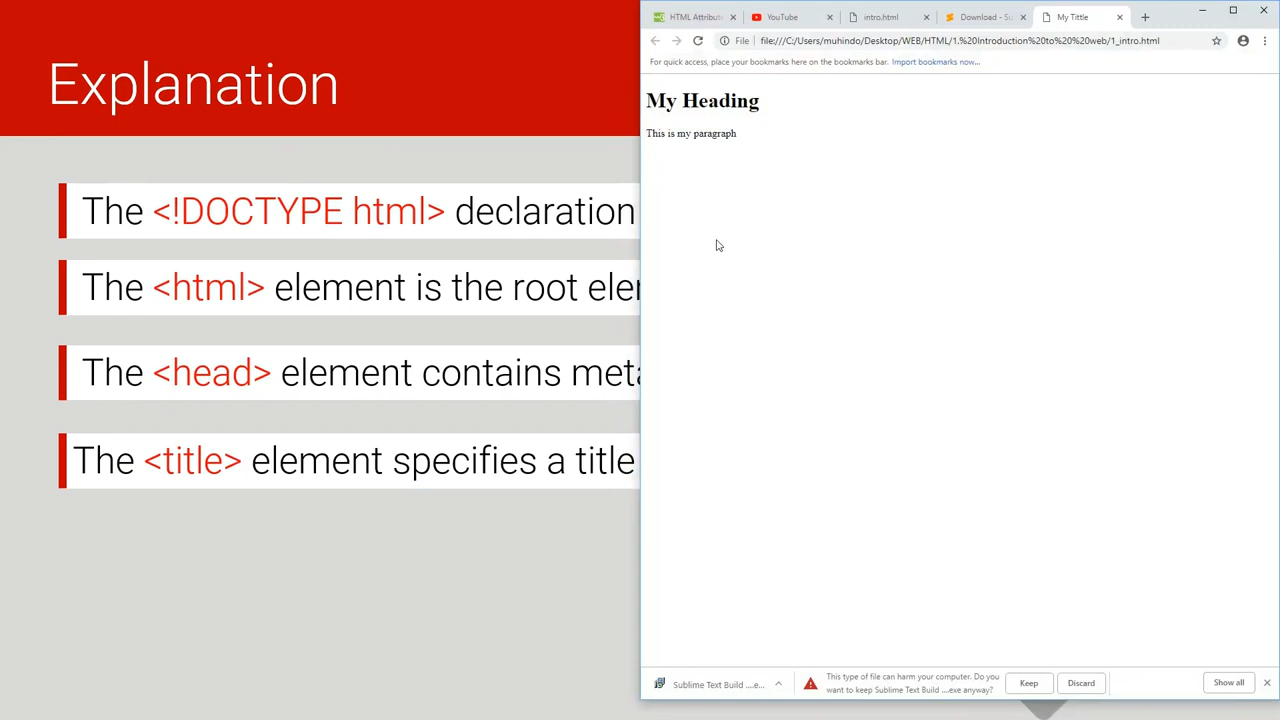 Explanation
The <!DOCTYPE html> declaration
The <html> element is the root
The <head> element contains
The <title> element specifies a title
HTML Attribut
YouTube
intro.html
Download - Su
My Tittle
File
file:///C:/Users/muhindo/Desktop/WEB/HTML/1.%20Introduction%20to%20%20web/1_intro.html
For quick access, place your bookmarks here on the bookmarks bar. Import bookmarks now...
My Heading
This is my paragraph
Sublime Text Build ....e...
This type of file can harm your computer. Do you
want to keep Sublime Text Build ....exe anyway?
Keep
Discard
Show all